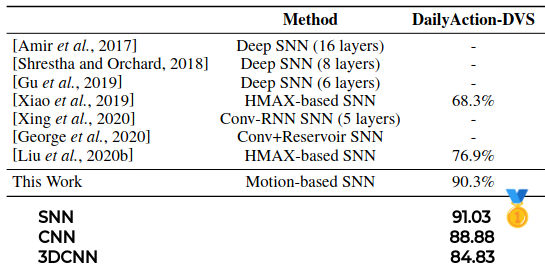 Method DailyAction-DVS
[Amir et al., 2017] Deep SNN (16 layers) -
[Shrestha and Orchard, 2018] Deep SNN (8 layers) -
[Gu et al., 2019] Deep SNN (6 layers) -
[Xiao et al., 2019] HMAX-based SNN 68.3%
[Xing et al., 2020] Conv-RNN SNN (5 layers) -
[George et al., 2020] Conv+Reservoir SNN -
[Liu et al., 2020b] HMAX-based SNN 76.9%
This Work Motion-based SNN 90.3%
SNN 91.03
CNN 88.88
3DCNN 84.83